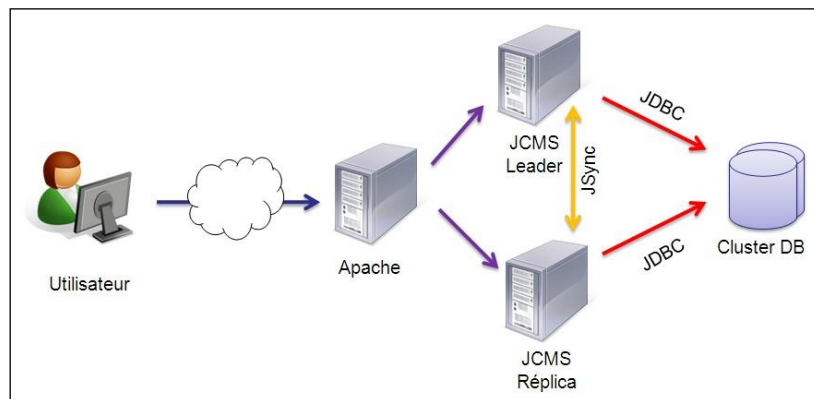 Utilisateur
Apache
JCMS
Leader
JSync
JCMS
Réplica
JDBC
JDBC
Cluster DB